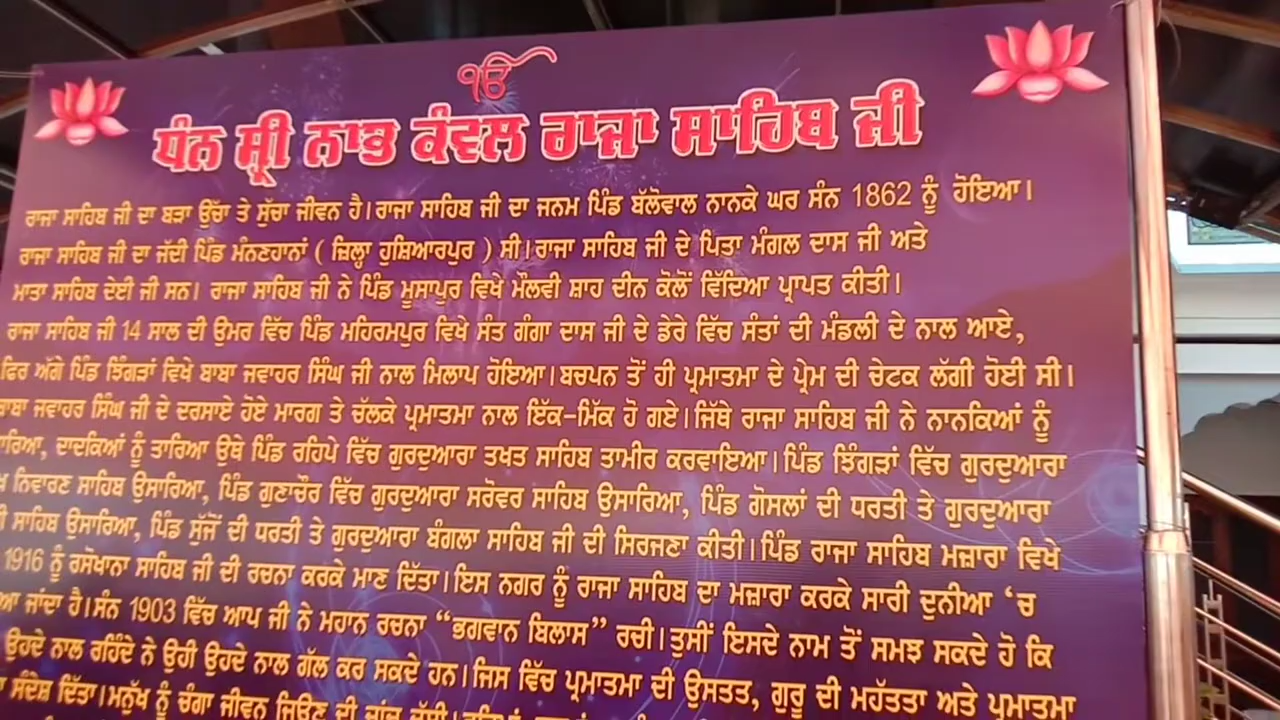 ੴ
ਧੰਨ ਸ਼੍ਰੀ ਨਾਭ ਕੰਵਲ ਰਾਜਾ ਸਾਹਿਬ ਜੀ
ਰਾਜਾ ਸਾਹਿਬ ਜੀ ਦਾ ਬੜਾ ਉੱਚਾ ਤੇ ਸੁੱਚਾ ਜੀਵਨ ਹੈ।ਰਾਜਾ ਸਾਹਿਬ ਜੀ ਦਾ ਜਨਮ ਪਿੰਡ ਬੱਲੋਵਾਲ ਨਾਨਕੇ ਘਰ ਸੰਨ 1862 ਨੂੰ ਹੋਇਆ।
ਰਾਜਾ ਸਾਹਿਬ ਜੀ ਦਾ ਜੱਦੀ ਪਿੰਡ ਮੰਨਣਹਾਨਾਂ ( ਜ਼ਿਲ੍ਹਾ ਹੁਸ਼ਿਆਰਪੁਰ ) ਸੀ।ਰਾਜਾ ਸਾਹਿਬ ਜੀ ਦੇ ਪਿਤਾ ਮੰਗਲ ਦਾਸ ਜੀ ਅਤੇ
ਮਾਤਾ ਸਾਹਿਬ ਦੇਈ ਜੀ ਸਨ। ਰਾਜਾ ਸਾਹਿਬ ਜੀ ਨੇ ਪਿੰਡ ਮੂਸਾਪੁਰ ਵਿਖੇ ਮੌਲਵੀ ਸ਼ਾਹ ਦੀਨ ਕੋਲੋਂ ਵਿੱਦਿਆ ਪ੍ਰਾਪਤ ਕੀਤੀ।
ਰਾਜਾ ਸਾਹਿਬ ਜੀ 14 ਸਾਲ ਦੀ ਉਮਰ ਵਿੱਚ ਪਿੰਡ ਮਹਿਰਮਪੁਰ ਵਿਖੇ ਸੰਤ ਗੰਗਾ ਦਾਸ ਜੀ ਦੇ ਡੇਰੇ ਵਿੱਚ ਸੰਤਾਂ ਦੀ ਮੰਡਲੀ ਦੇ ਨਾਲ ਆਏ,
ਫਿਰ ਅੱਗੇ ਪਿੰਡ ਝਿੰਗੜਾਂ ਵਿਖੇ ਬਾਬਾ ਜਵਾਹਰ ਸਿੰਘ ਜੀ ਨਾਲ ਮਿਲਾਪ ਹੋਇਆ।ਬਚਪਨ ਤੋਂ ਹੀ ਪ੍ਰਮਾਤਮਾ ਦੇ ਪ੍ਰੇਮ ਦੀ ਚੇਟਕ ਲੱਗੀ ਹੋਈ ਸੀ।
ਬਾਬਾ ਜਵਾਹਰ ਸਿੰਘ ਜੀ ਦੇ ਦਰਸਾਏ ਹੋਏ ਮਾਰਗ ਤੇ ਚੱਲਕੇ ਪ੍ਰਮਾਤਮਾ ਨਾਲ ਇੱਕ-ਮਿੱਕ ਹੋ ਗਏ।ਜਿੱਥੇ ਰਾਜਾ ਸਾਹਿਬ ਜੀ ਨੇ ਨਾਨਕਿਆਂ ਨੂੰ
ਦਾਦਕਿਆਂ ਨੂੰ ਤਾਰਿਆ ਉਥੇ ਪਿੰਡ ਰਹਿਪੇ ਵਿੱਚ ਗੁਰਦੁਆਰਾ ਤਖਤ ਸਾਹਿਬ ਤਾਮੀਰ ਕਰਵਾਇਆ।ਪਿੰਡ ਝਿੰਗੜਾਂ ਵਿੱਚ ਗੁਰਦੁਆਰਾ
ਨਿਵਾਰਣ ਸਾਹਿਬ ਉਸਾਰਿਆ, ਪਿੰਡ ਗੁਣਾਚੌਰ ਵਿੱਚ ਗੁਰਦੁਆਰਾ ਸਰੋਵਰ ਸਾਹਿਬ ਉਸਾਰਿਆ, ਪਿੰਡ ਗੋਸਲਾਂ ਦੀ ਧਰਤੀ ਤੇ ਗੁਰਦੁਆਰਾ
ਸਾਹਿਬ ਉਸਾਰਿਆ, ਪਿੰਡ ਸੁੱਜੋਂ ਦੀ ਧਰਤੀ ਤੇ ਗੁਰਦੁਆਰਾ ਬੰਗਲਾ ਸਾਹਿਬ ਜੀ ਦੀ ਸਿਰਜਣਾ ਕੀਤੀ।ਪਿੰਡ ਰਾਜਾ ਸਾਹਿਬ ਮਜ਼ਾਰਾ ਵਿਖੇ
1916 ਨੂੰ ਰਸੋਖਾਨਾ ਸਾਹਿਬ ਜੀ ਦੀ ਰਚਨਾ ਕਰਕੇ ਮਾਣ ਦਿੱਤਾ।ਇਸ ਨਗਰ ਨੂੰ ਰਾਜਾ ਸਾਹਿਬ ਦਾ ਮਜ਼ਾਰਾ ਕਰਕੇ ਸਾਰੀ ਦੁਨੀਆ ‘ਚ
ਜਾਂਦਾ ਹੈ।ਸੰਨ 1903 ਵਿੱਚ ਆਪ ਜੀ ਨੇ ਮਹਾਨ ਰਚਨਾ “ਭਗਵਾਨ ਬਿਲਾਸ” ਰਚੀ।ਤੁਸੀਂ ਇਸਦੇ ਨਾਮ ਤੋਂ ਸਮਝ ਸਕਦੇ ਹੋ ਕਿ
ਉਹਦੇ ਨਾਲ ਰਹਿੰਦੇ ਨੇ ਉਹੀ ਉਹਦੇ ਨਾਲ ਗੱਲ ਕਰ ਸਕਦੇ ਹਨ।ਜਿਸ ਵਿੱਚ ਪ੍ਰਮਾਤਮਾ ਦੀ ਉਸਤਤ, ਗੁਰੂ ਦੀ ਮਹੱਤਤਾ ਅਤੇ ਪ੍ਰਮਾਤਮਾ
ਸੰਦੇਸ਼ ਦਿੱਤਾ।ਮਨੁੱਖ ਨੂੰ ਚੰਗਾ ਜੀਵਨ ਜਿਉਣ ਦੀ ਜਾਂਚ ਦੱਸੀ।